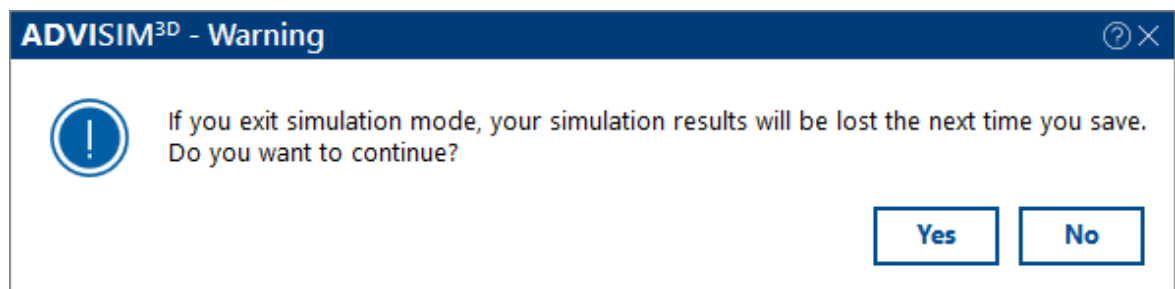 ADVISIM3D - Warning
If you exit simulation mode, your simulation results will be lost the next time you save.
Do you want to continue?
Yes No